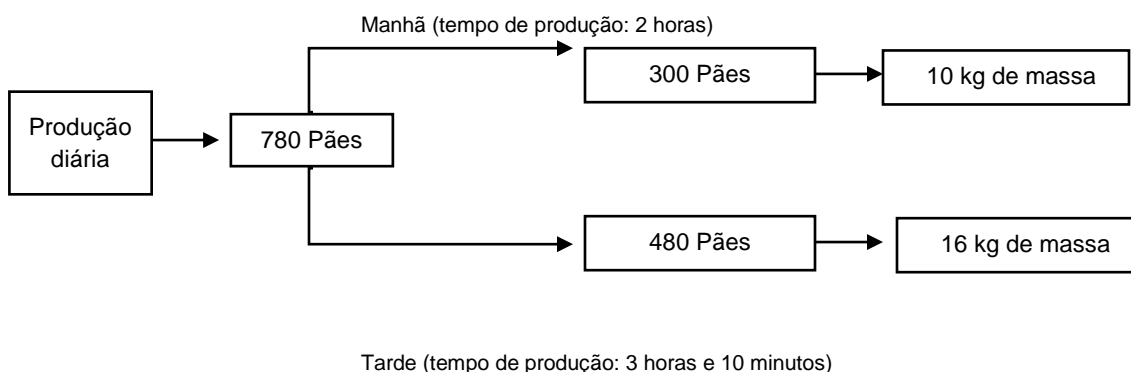 Manhã (tempo de produção: 2 horas)
300 Pães
10 kg de massa
Produção
diária
780 Pães
480 Pães
16 kg de massa
Tarde (tempo de produção: 3 horas e 10 minutos)